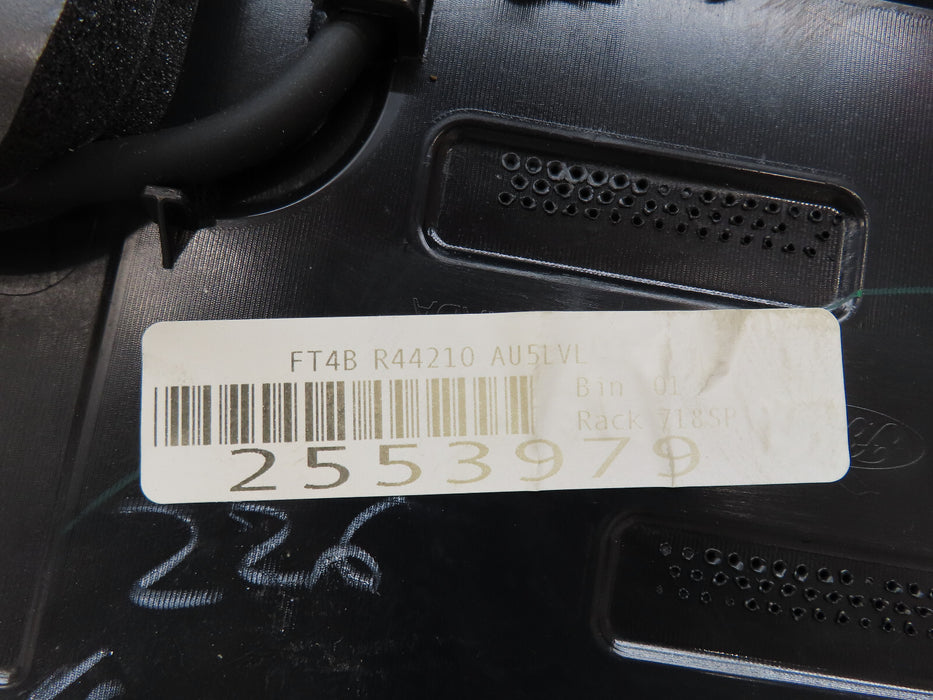 FT4B R44210 AU5LVL
Bin 01
Rack 718SP
2553979
226